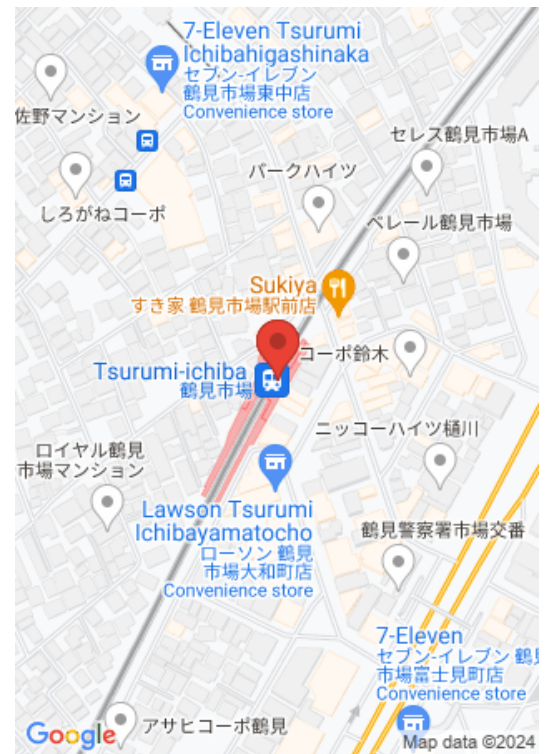 7-Eleven Tsurumi
Ichibahigashinaka
セブン-イレブン
鶴見市場東中店
Convenience store
佐野マンション
セレス鶴見市場A
パークハイツ
しろがねコーポ
ベレール鶴見市場
Sukiya
すき家 鶴見市場駅前店
コーポ鈴木
Tsurumi-ichiba
鶴見市場
ニッコーハイツ樋川
ロイヤル鶴見
市場マンション
Lawson Tsurumi
Ichibayamatocho
ローソン 鶴見
市場大和町店
Convenience store
鶴見警察署市場交番
7-Eleven
セブン-イレブン 鶴見
市場富士見町店
Convenience store
アサヒコーポ鶴見
Google
Map data ©2024